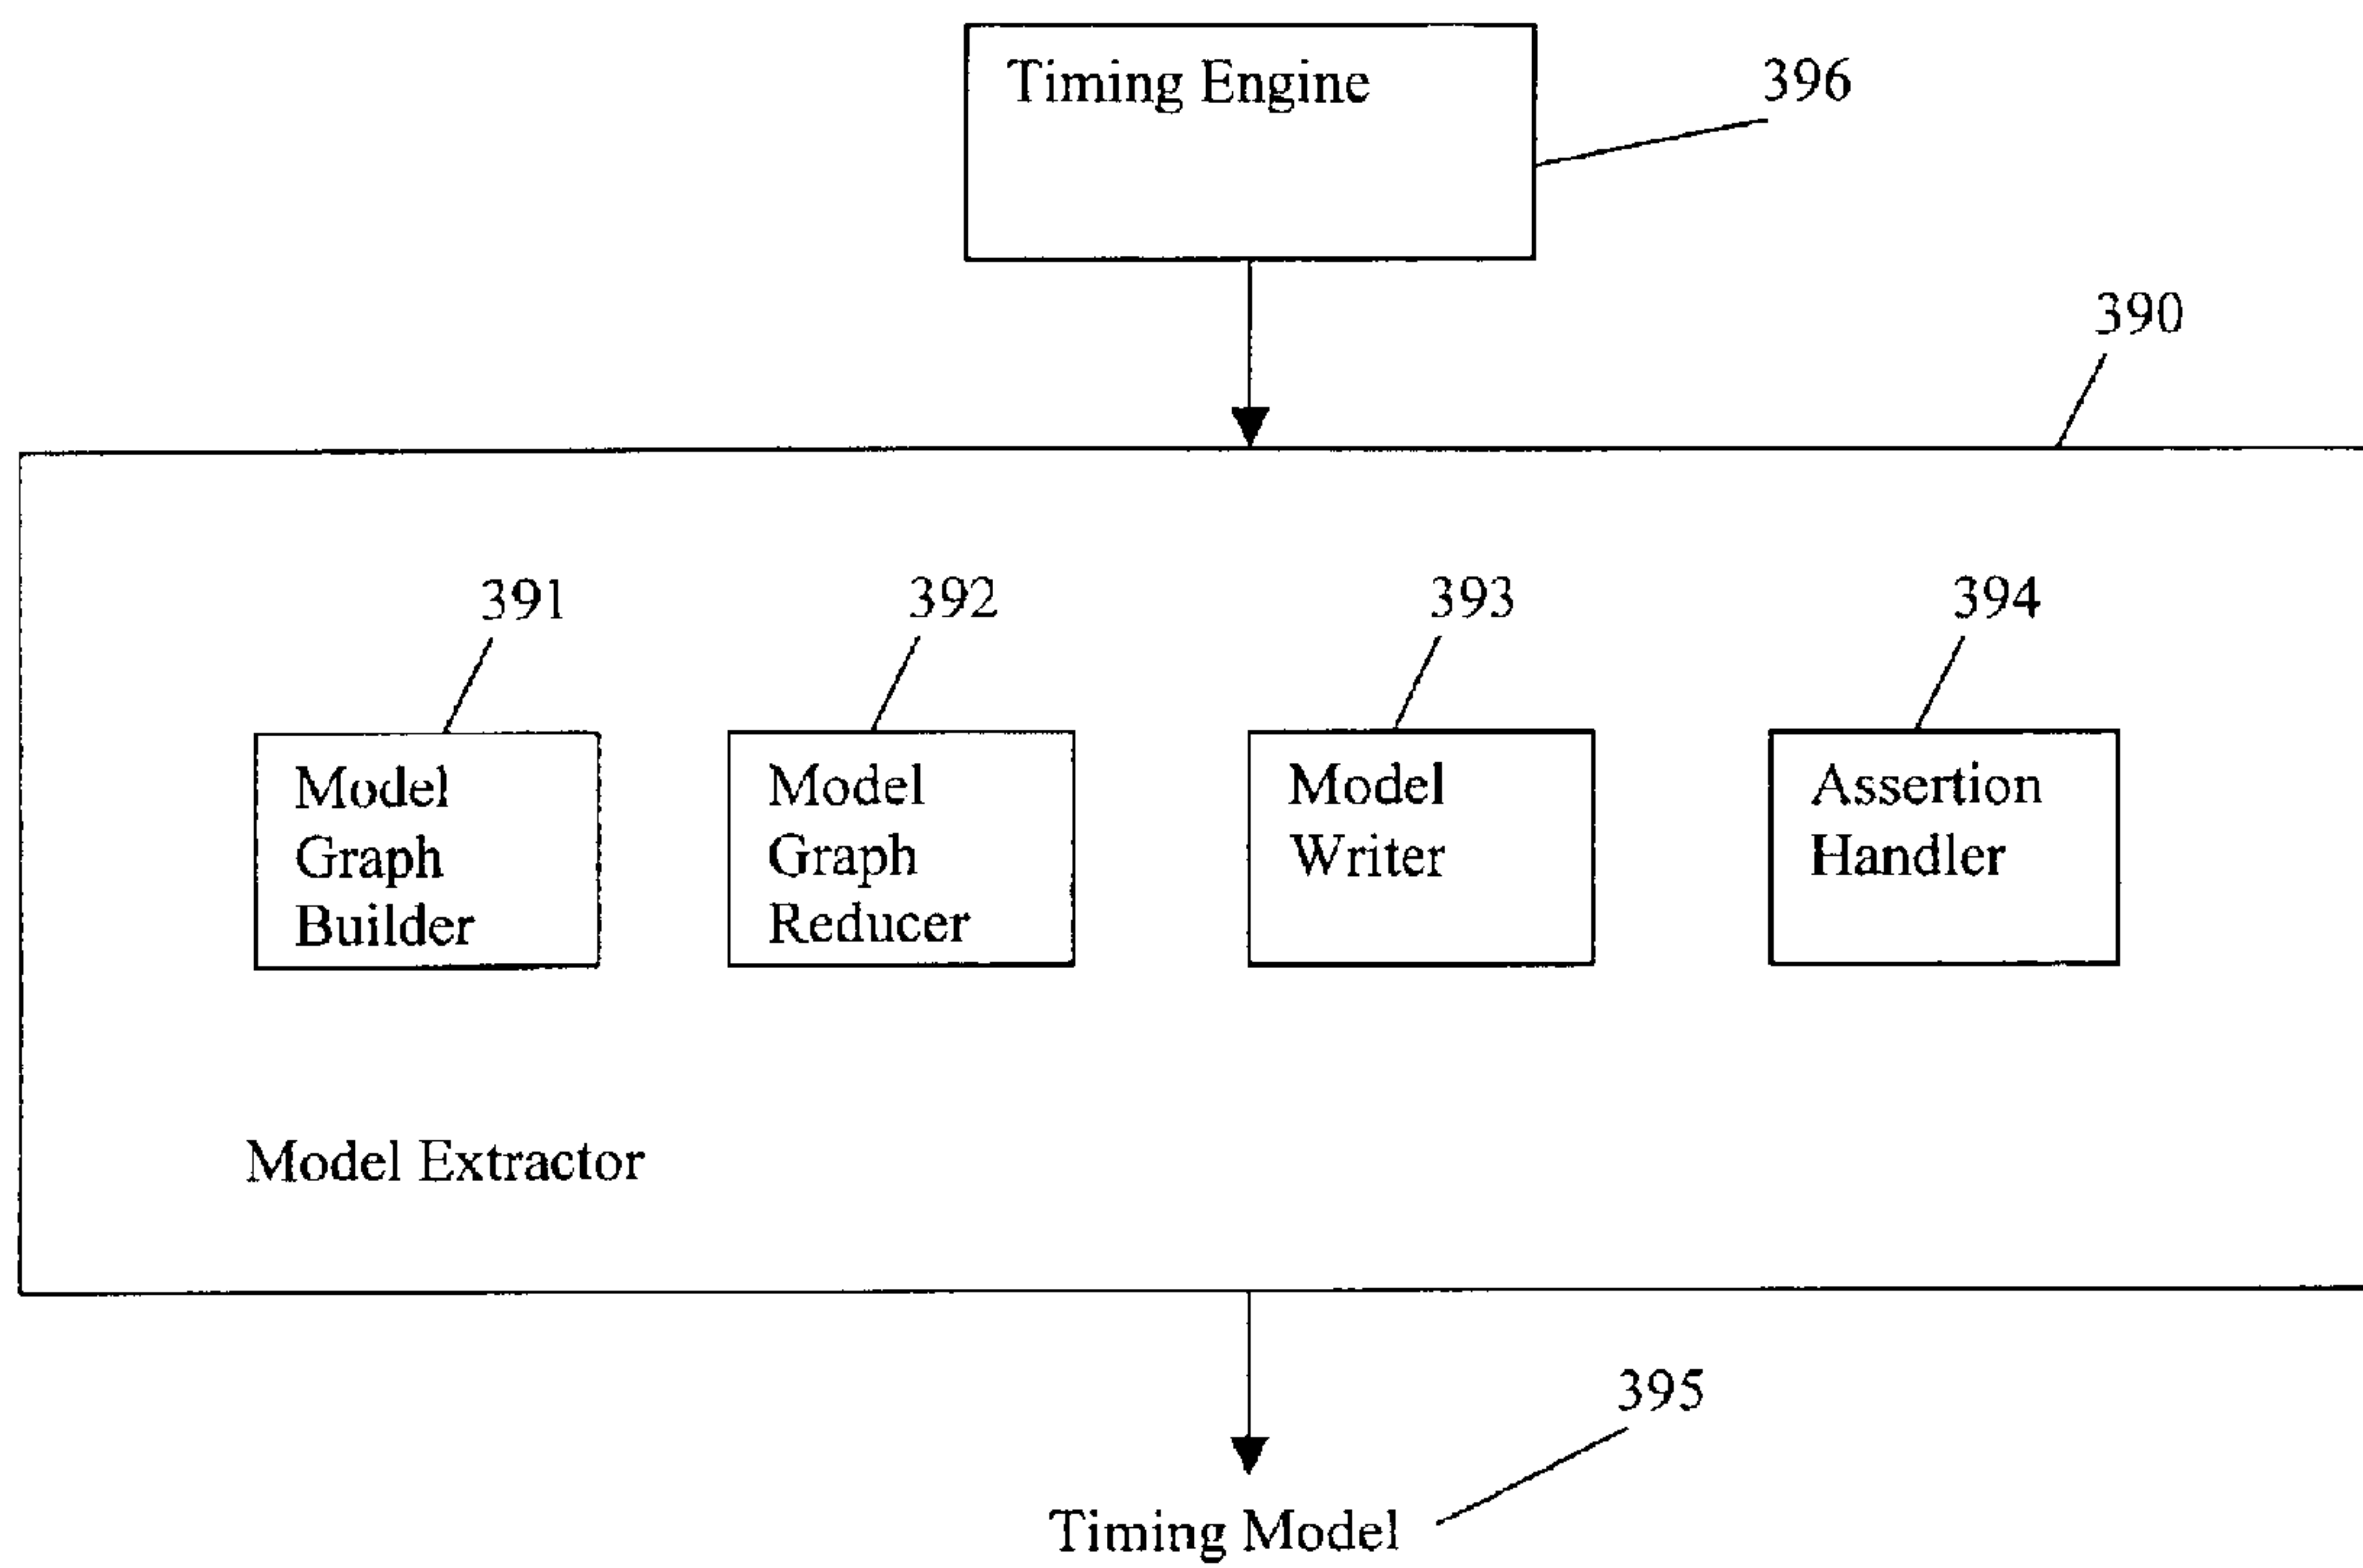 Timing Engine
396
390
391
392
393
394
Model
Graph
Builder
Model
Graph
Reducer
Model
Writer
Assertion
Handler
Model Extractor
395
Timing Model